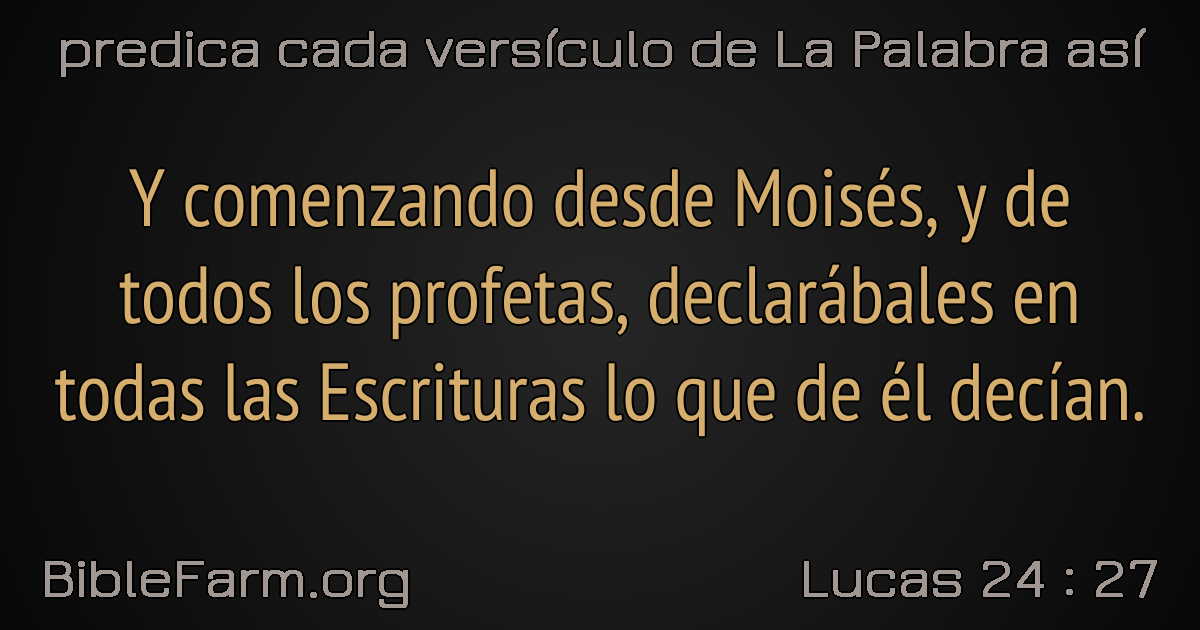 predica cada versículo de La Palabra así
Y comenzando desde Moisés, y de
todos los profetas, declarábales en
todas las Escrituras lo que de él decían.
BibleFarm.org
Lucas 24 : 27